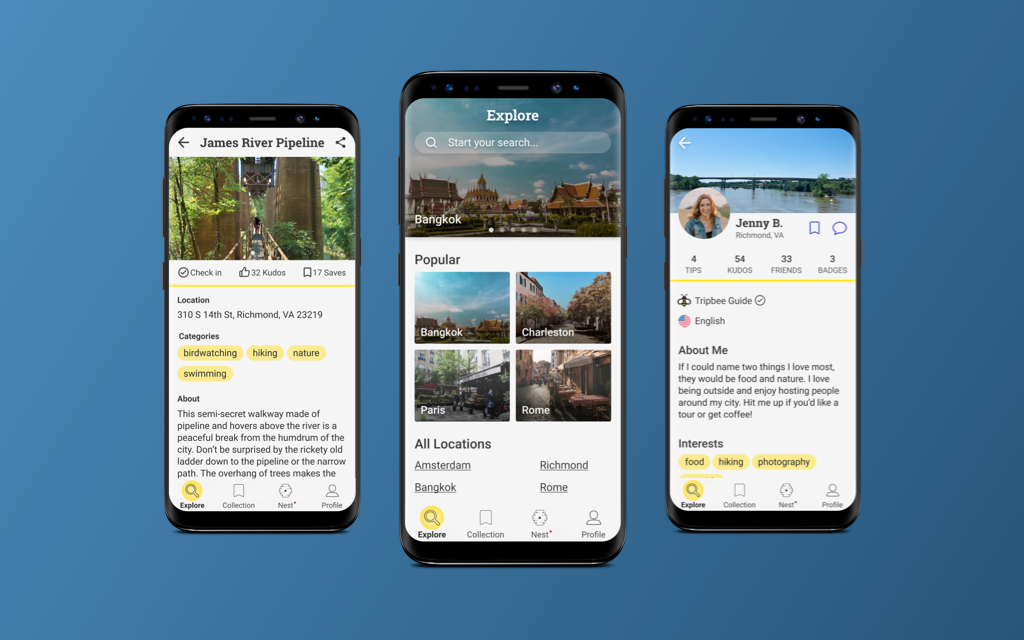 James River Pipeline
Check in
32 Kudos
17 Saves
Location
310 S 14th St, Richmond, VA 23219
Categories
birdwatching
hiking
nature
swimming
About
This semi-secret walkway made of
pipeline and hovers above the river is a
peaceful break from the humdrum of the
city. Don't be surprised by the rickety old
ladder down to the pipeline or the narrow
path. The overhang of trees makes the
Explore
Collection
Nest
Profile
Explore
Start your search...
Bangkok
Popular
Bangkok
Charleston
Paris
Rome
All Locations
Amsterdam
Richmond
Bangkok
Rome
Explore
Collection
Nest
Profile
Jenny B.
Richmond, VA
4
54
33
3
TIPS
KUDOS
FRIENDS
BADGES
Tripbee Guide
English
About Me
If I could name two things I love most,
they would be food and nature. I love
being outside and enjoy hosting people
around my city. Hit me up if you'd like a
tour or get coffee!
Interests
food
hiking
photography
Explore
Collection
Nest
Profile